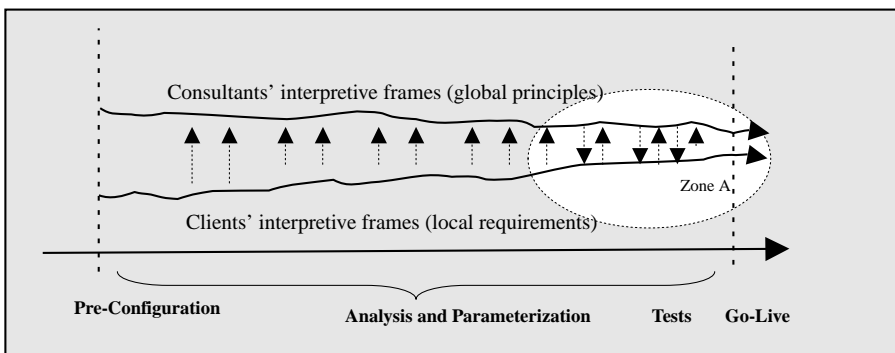 Consultants' interpretive frames (global principles)
Zone A
Clients' interpretive frames (local requirements)
Pre-Configuration
Analysis and Parameterization
Tests
Go-Live